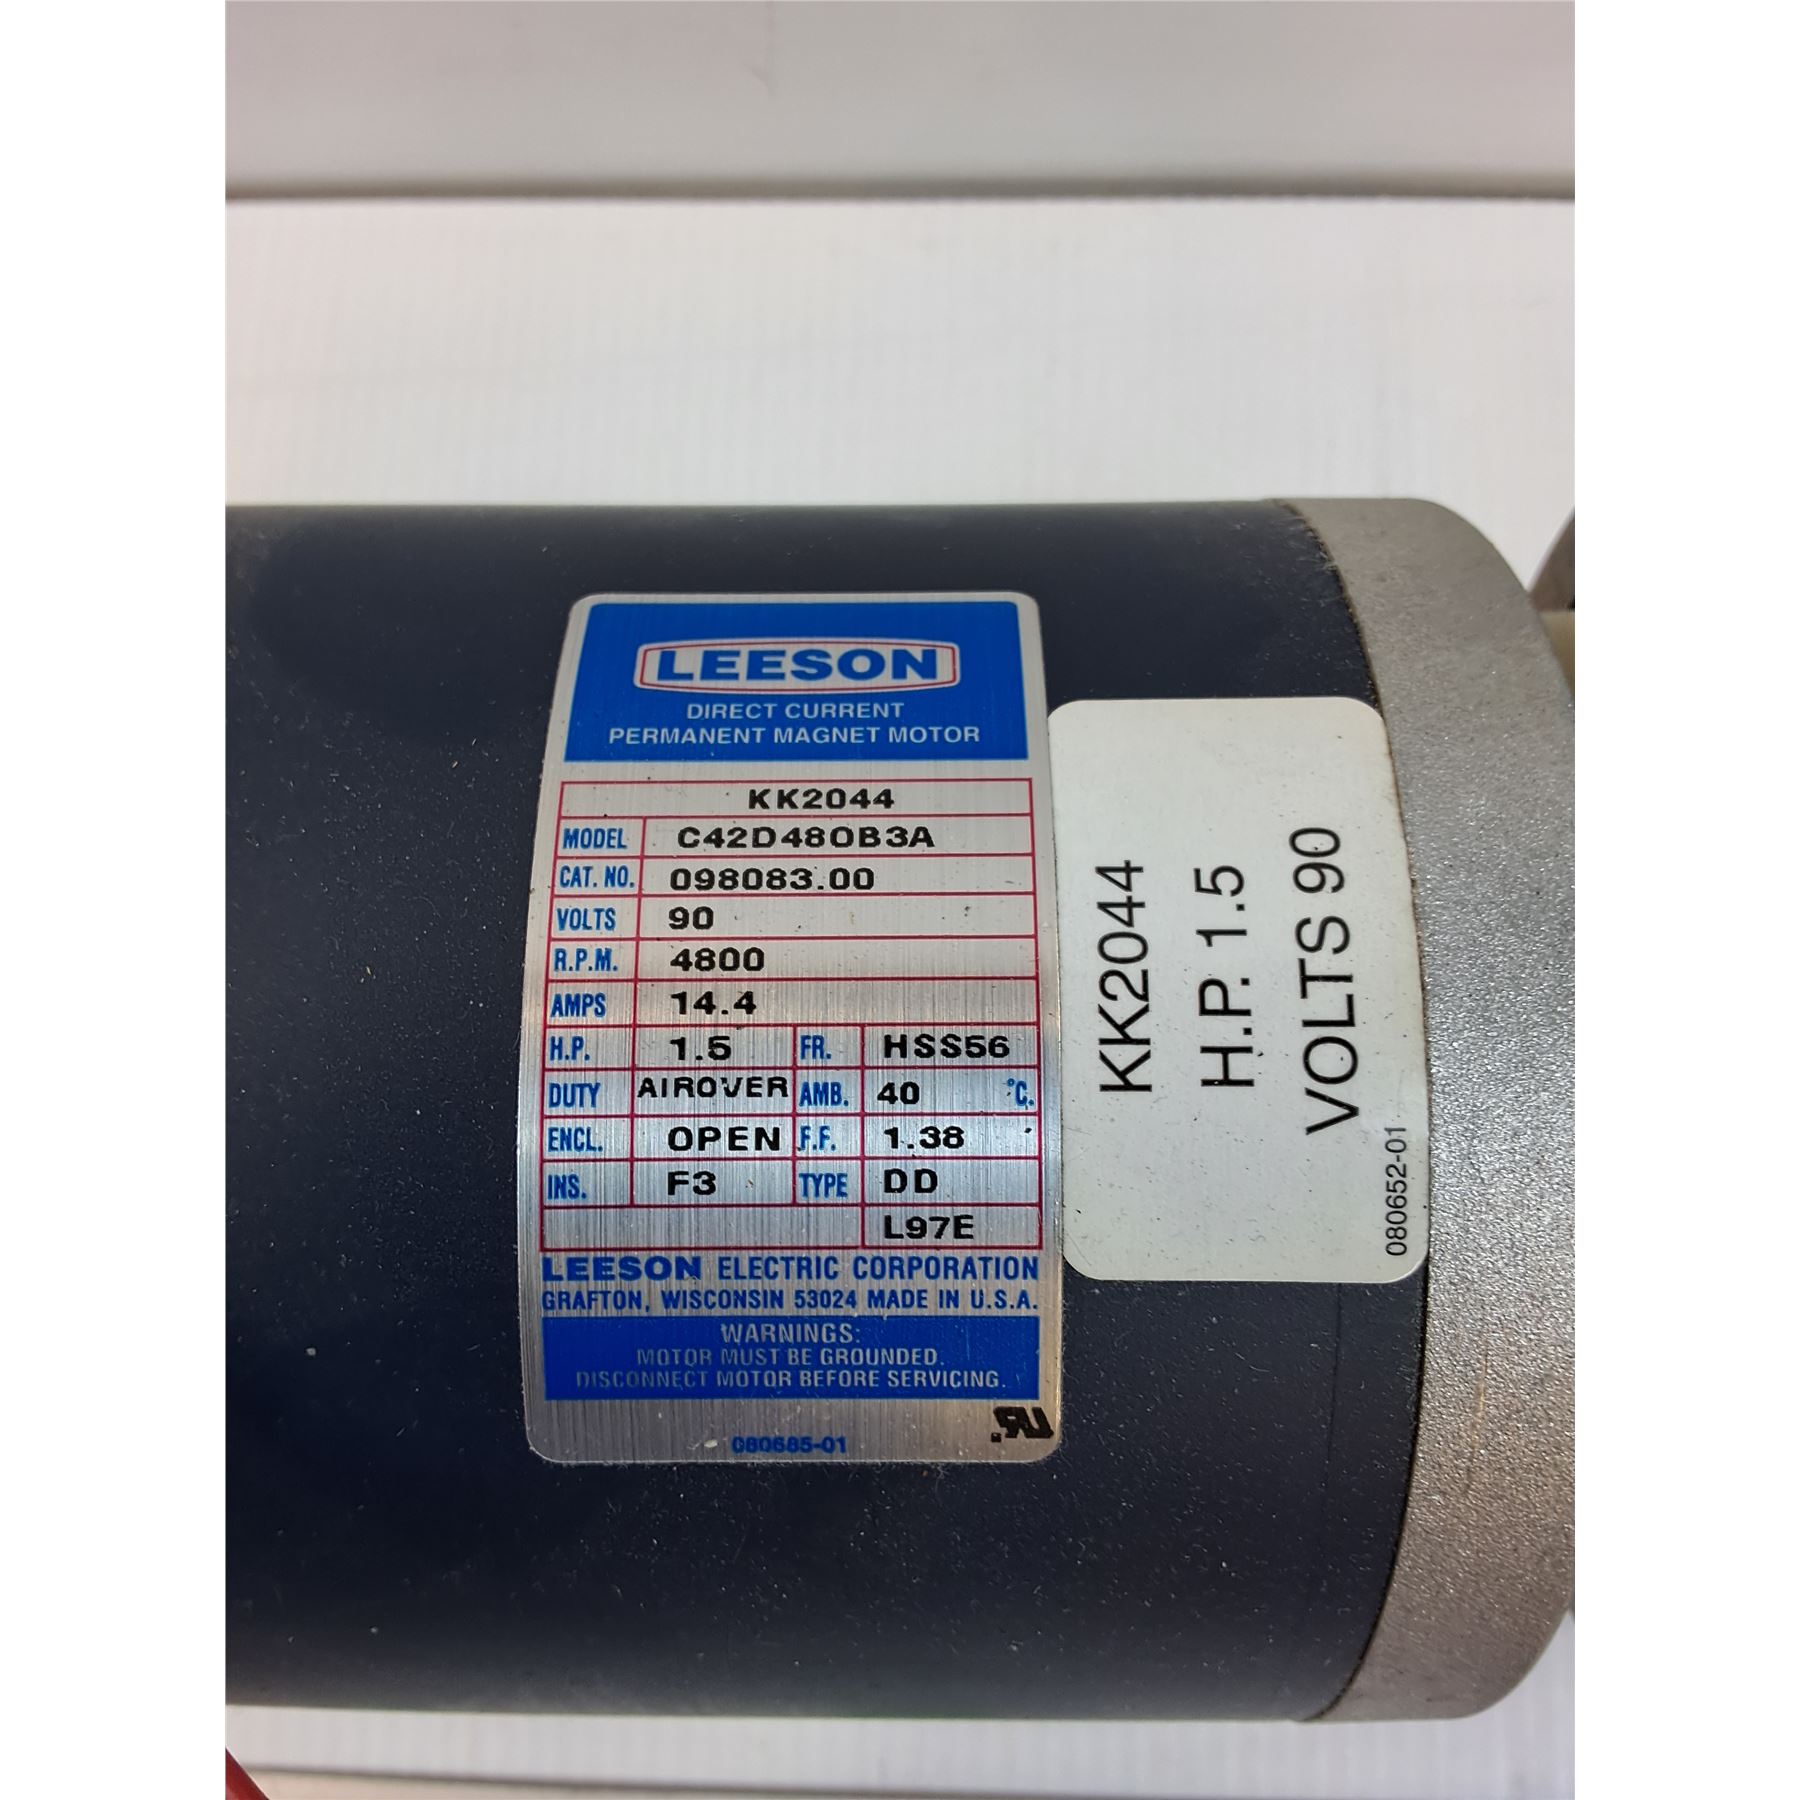 LEESON
DIRECT CURRENT
PERMANENT MAGNET MOTOR
KK2044
MODEL C42D480B3A
CAT. NO. 098083.00
VOLTS 90
R.P.M. 4800
AMPS 14.4
H.P. 1.5 FR. HSS56
DUTY AIROVER AMB. 40 °C.
ENCL. OPEN F.F. 1.38
INS. F3 TYPE DD
L97E
LEESON ELECTRIC CORPORATION
GRAFTON, WISCONSIN 53024 MADE IN U.S.A.
WARNINGS:
MOTOR MUST BE GROUNDED.
DISCONNECT MOTOR BEFORE SERVICING.
080685-01
KK2044
H.P. 1.5
VOLTS 90
080652-01